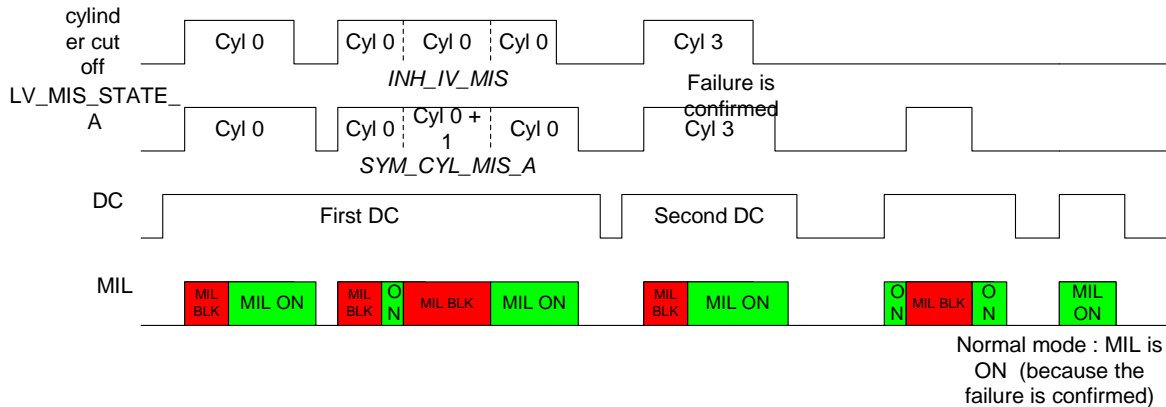 cylind
er cut
off
Cyl 0
Cyl 0
Cyl 0
Cyl 0
Cyl 3
INH_IV_MIS
Failure is
confirmed
LV_MIS_STATE_
A
Cyl 0
Cyl 0
Cyl 0 +
1
Cyl 0
Cyl 3
SYM_CYL_MIS_A
DC
First DC
Second DC
MIL
MIL
BLK
MIL ON
MIL
BLK
O
N
MIL BLK
MIL ON
MIL
BLK
MIL ON
O
N
MIL BLK
O
N
MIL
ON
Normal mode : MIL is
ON (because the
failure is confirmed)